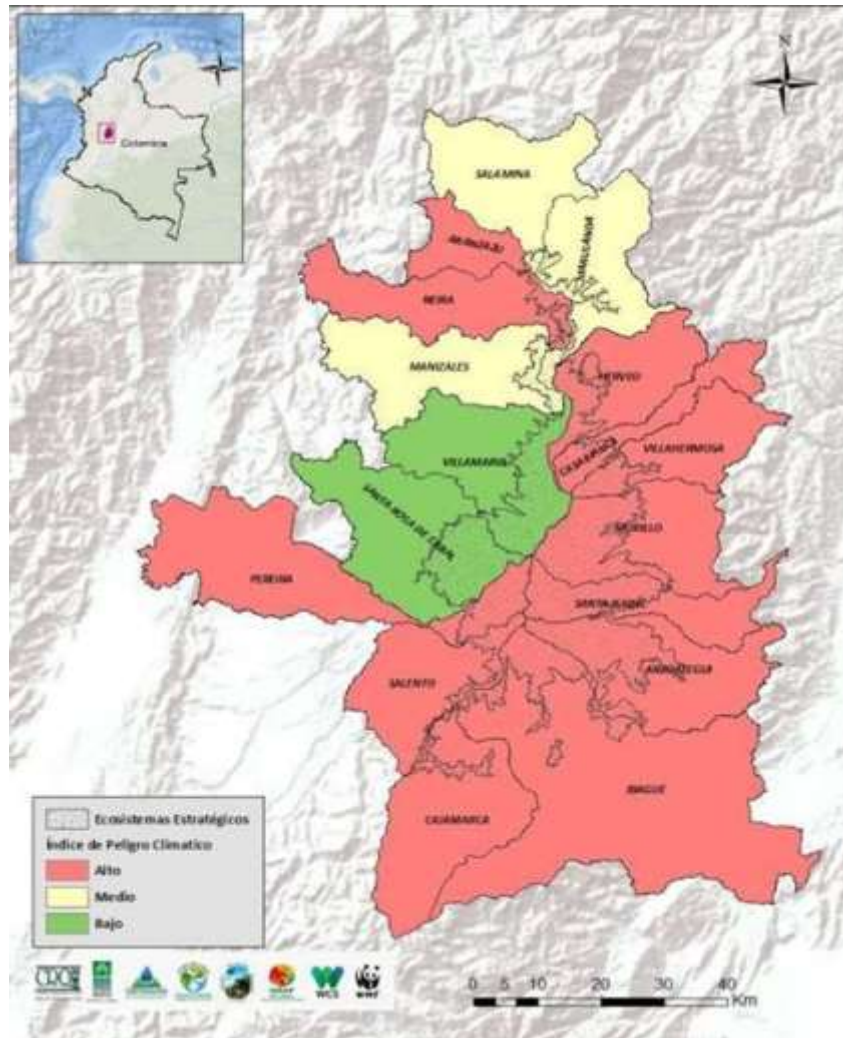 Colombia
N
SALAMINA
MARULANDA
ARANZAZU
NEIRA
MANIZALES
HERVEO
CASABIANCA
VILLAHERMOSA
VILLAMARIA
SANTA ROSA DE CABAL
MURILLO
PEREIRA
SANTA ISABEL
SALENTO
ANZOATEGUI
IBAGUE
CAJAMARCA
Ecosistemas Estratégicos
Índice de Peligro Climatico
Alto
Medio
Bajo
WCS
WWF
0 5 10 20 30 40
Km